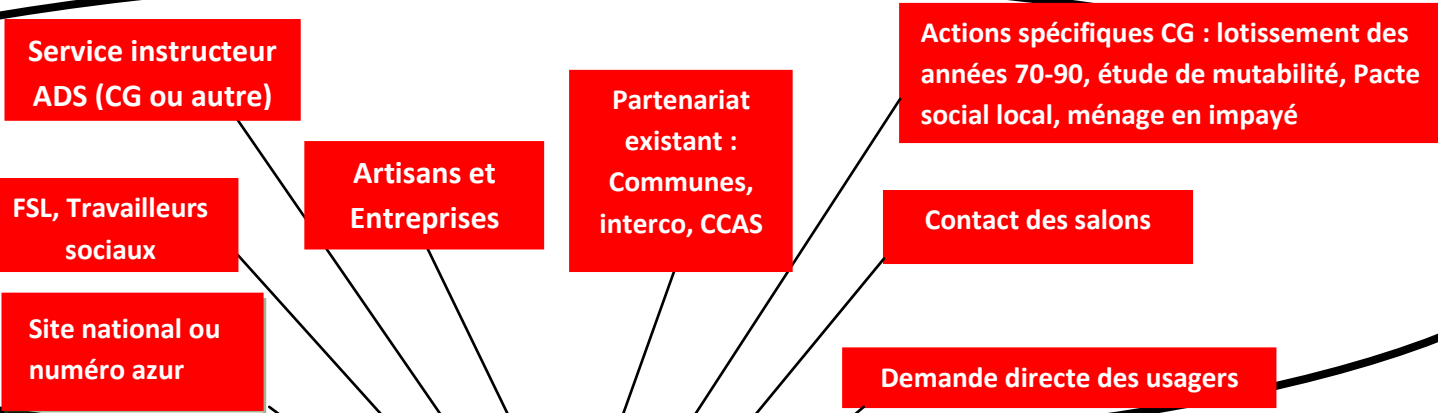 Service instructeur
ADS (CG ou autre)
Artisans et
Entreprises
Partenariat
existant :
Communes,
interco, CCAS
Actions spécifiques CG : lotissement des
années 70-90, étude de mutabilité, Pacte
social local, ménage en impayé
FSL, Travailleurs
sociaux
Contact des salons
Site national ou
numéro azur
Demande directe des usagers